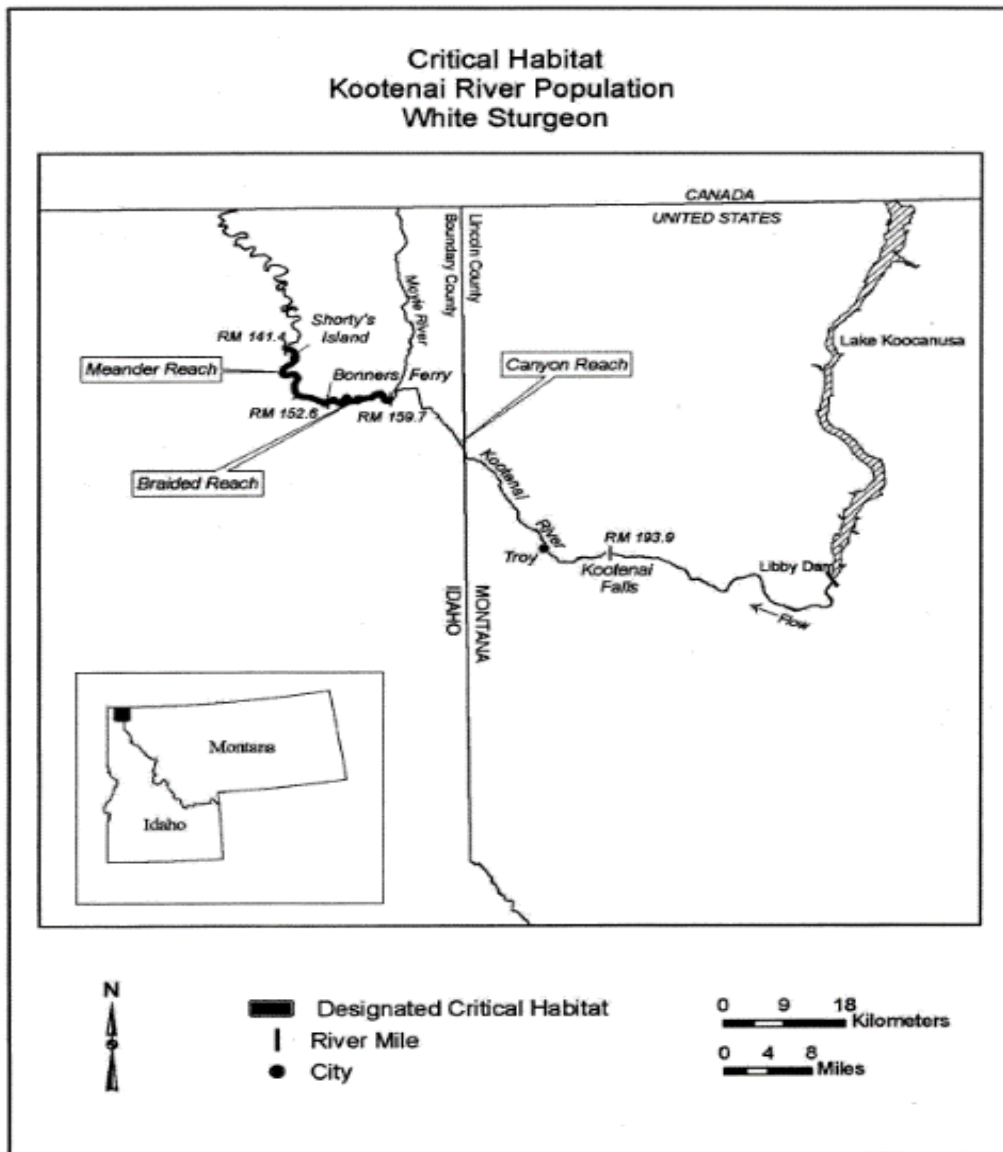 Critical Habitat
Kootenai River Population
White Sturgeon
CANADA
UNITED STATES
Lincoln County
Boundary County
Moyie River
Shorty's
Island
RM 141.4
Meander Reach
Bonners Ferry
RM 152.6
RM 159.7
Braided Reach
Canyon Reach
Lake Koocanusa
Kootenai
River
Troy
RM 193.9
Kootenai
Falls
Libby Dam
Flow
MONTANA
IDAHO
Montana
Idaho
N
Designated Critical Habitat
River Mile
City
0 9 18
Kilometers
0 4 8
Miles